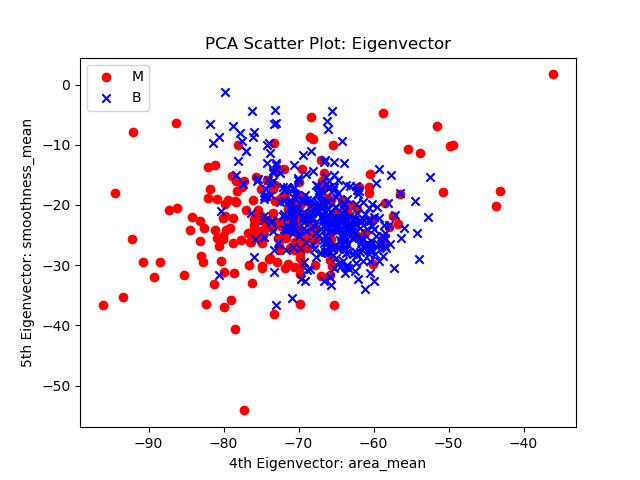 PCA Scatter Plot: Eigenvector
M
B
0
−10
−20
−30
−40
−50
5th Eigenvector: smoothness_mean
−90 −80 −70 −60 −50 −40
4th Eigenvector: area_mean